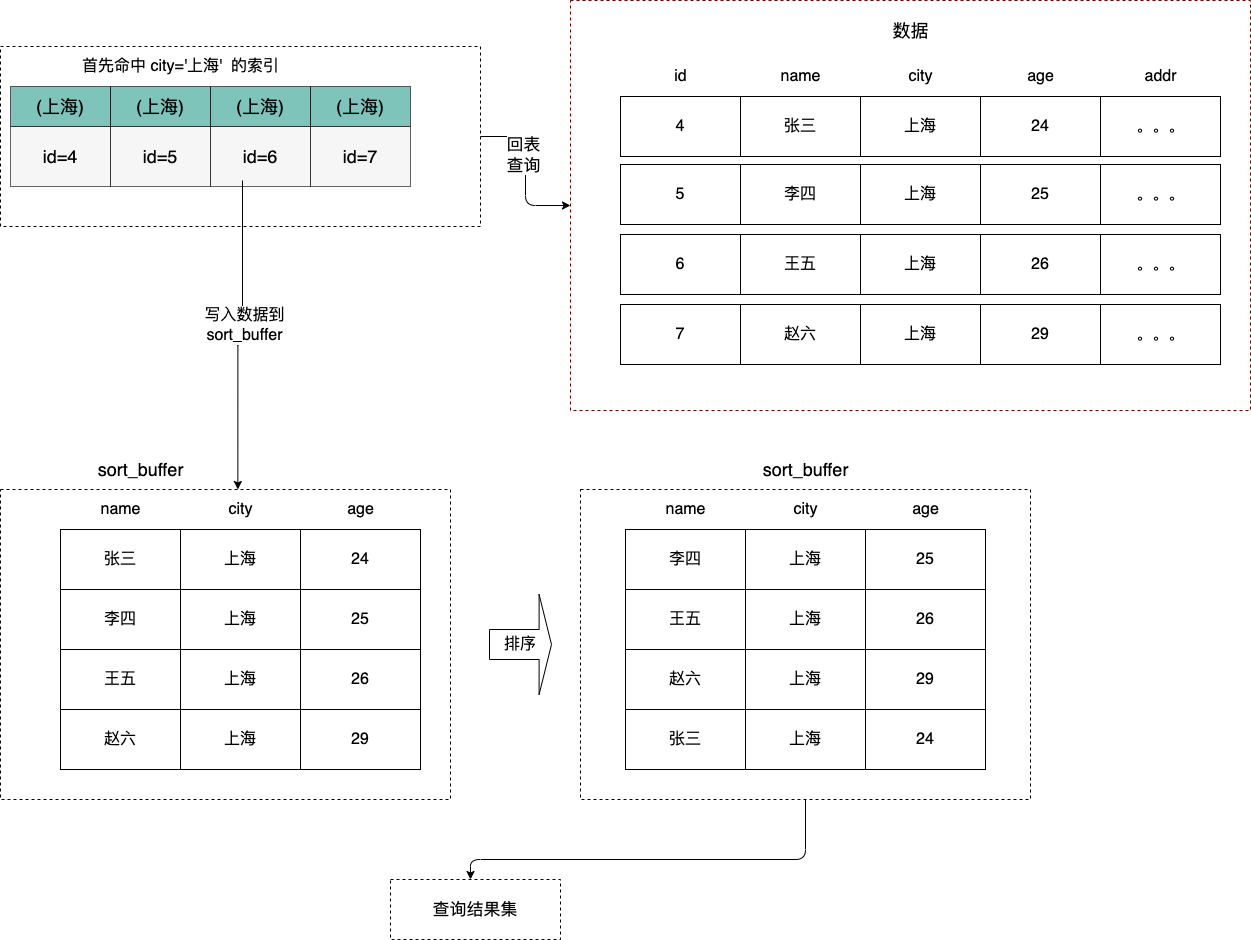 首先命中 city='上海' 的索引
(上海) (上海) (上海) (上海)
id=4 id=5 id=6 id=7
回表
查询
数据
id name city age addr
4 张三 上海 24 。。。
5 李四 上海 25 。。。
6 王五 上海 26 。。。
7 赵六 上海 29 。。。
写入数据到
sort_buffer
sort_buffer
name city age
张三 上海 24
李四 上海 25
王五 上海 26
赵六 上海 29
排序
sort_buffer
name city age
李四 上海 25
王五 上海 26
赵六 上海 29
张三 上海 24
查询结果集